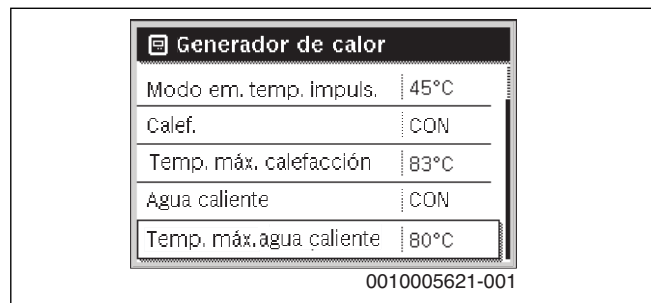 Generador de calor
Modo em. temp. impuls. 45°C
Calef. CON
Temp. máx. calefacción 83°C
Agua caliente CON
Temp. máx.agua caliente 80°C
0010005621-001